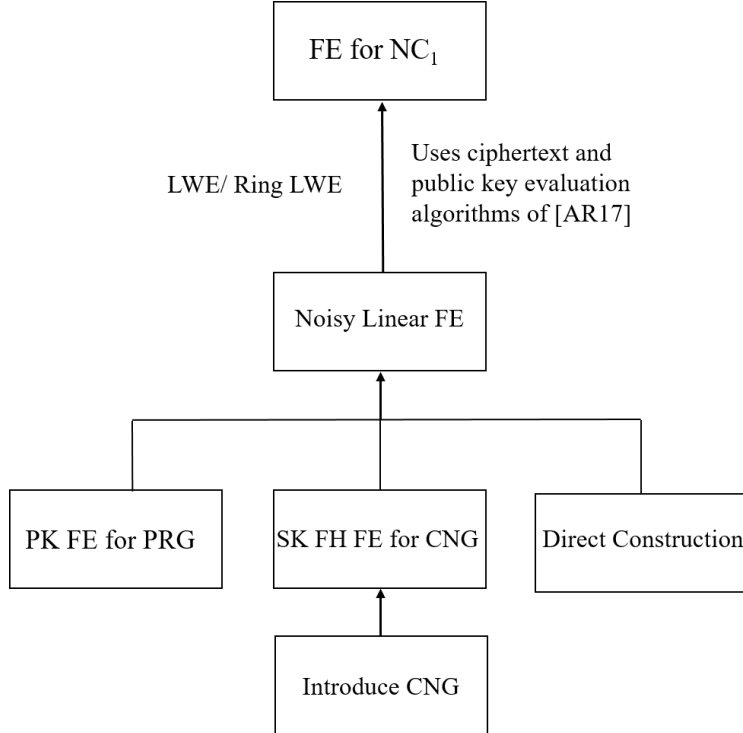 FE for NC₁
LWE/ Ring LWE
Uses ciphertext and
public key evaluation
algorithms of [AR17]
Noisy Linear FE
PK FE for PRG
SK FH FE for CNG
Direct Construction
Introduce CNG